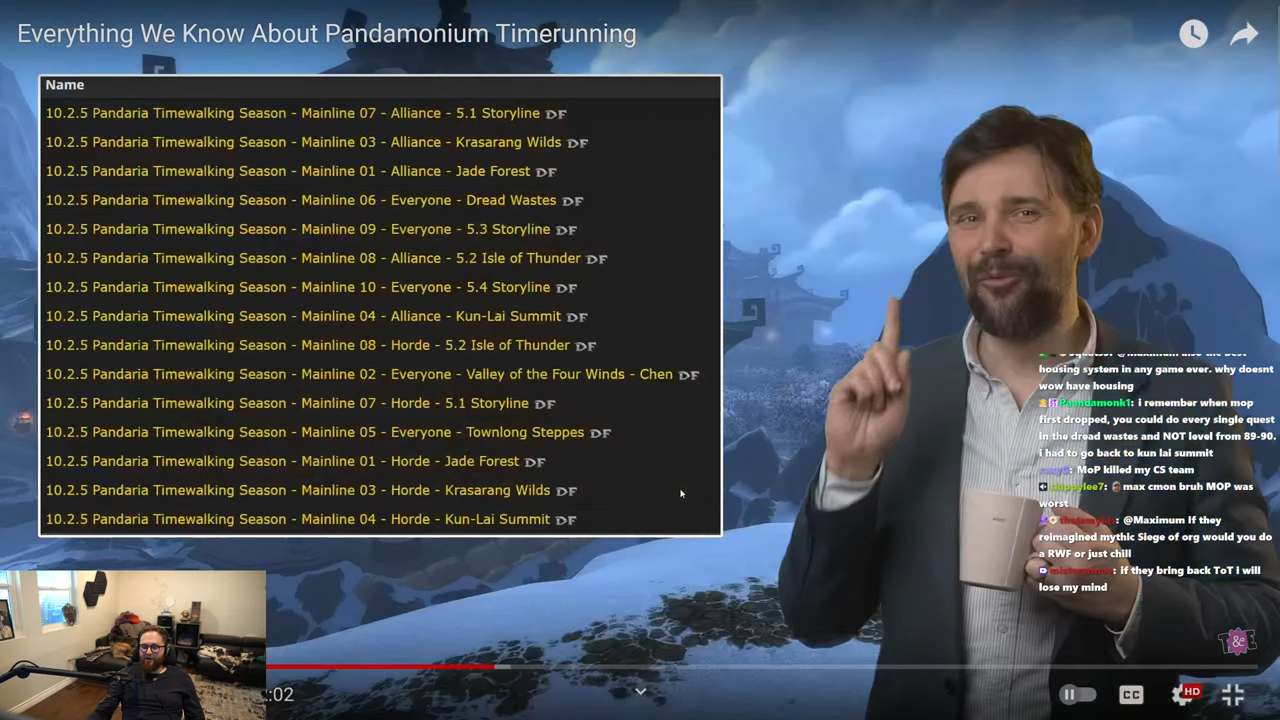 Everything We Know About Pandamonium Timerunning
Name
10.2.5 Pandaria Timewalking Season - Mainline 07 - Alliance - 5.1 Storyline DF
10.2.5 Pandaria Timewalking Season - Mainline 03 - Alliance - Krasarang Wilds DF
10.2.5 Pandaria Timewalking Season - Mainline 01 - Alliance - Jade Forest DF
10.2.5 Pandaria Timewalking Season - Mainline 06 - Everyone - Dread Wastes DF
10.2.5 Pandaria Timewalking Season - Mainline 09 - Everyone - 5.3 Storyline DF
10.2.5 Pandaria Timewalking Season - Mainline 08 - Alliance - 5.2 Isle of Thunder DF
10.2.5 Pandaria Timewalking Season - Mainline 10 - Everyone - 5.4 Storyline DF
10.2.5 Pandaria Timewalking Season - Mainline 04 - Alliance - Kun-Lai Summit DF
10.2.5 Pandaria Timewalking Season - Mainline 08 - Horde - 5.2 Isle of Thunder DF
10.2.5 Pandaria Timewalking Season - Mainline 02 - Everyone - Valley of the Four Winds - Chen DF
10.2.5 Pandaria Timewalking Season - Mainline 07 - Horde - 5.1 Storyline DF
10.2.5 Pandaria Timewalking Season - Mainline 05 - Everyone - Townlong Steppes DF
10.2.5 Pandaria Timewalking Season - Mainline 01 - Horde - Jade Forest DF
10.2.5 Pandaria Timewalking Season - Mainline 03 - Horde - Krasarang Wilds DF
10.2.5 Pandaria Timewalking Season - Mainline 04 - Horde - Kun-Lai Summit DF
housing system in any game ever. why doesnt
wow have housing
Paandamonk1: i remember when mop
first dropped, you could do every single quest
in the dread wastes and NOT level from 89-90.
i had to go back to kun lai summit
MoP killed my CS team
max cmon bruh MOP was
worst
@Maximum If they
reimagined mythic Siege of org would you do
a RWF or just chill
if they bring back ToT i will
lose my mind
T&E
:02
CC
HD